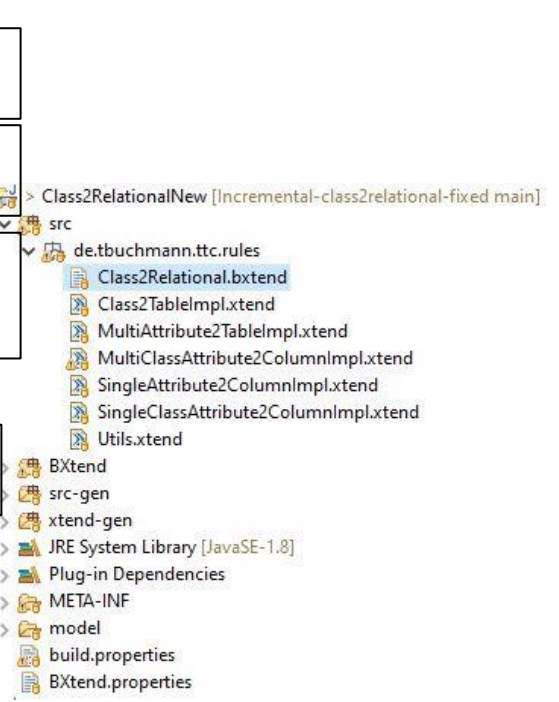 > Class2RelationalNew [Incremental-class2relational-fixed main]
src
de.tbuchmann.ttc.rules
Class2Relational.bxtend
Class2TableImpl.xtend
MultiAttribute2TableImpl.xtend
MultiClassAttribute2ColumnImpl.xtend
SingleAttribute2ColumnImpl.xtend
SingleClassAttribute2ColumnImpl.xtend
Utils.xtend
BXtend
src-gen
xtend-gen
JRE System Library [JavaSE-1.8]
Plug-in Dependencies
META-INF
model
build.properties
BXtend.properties